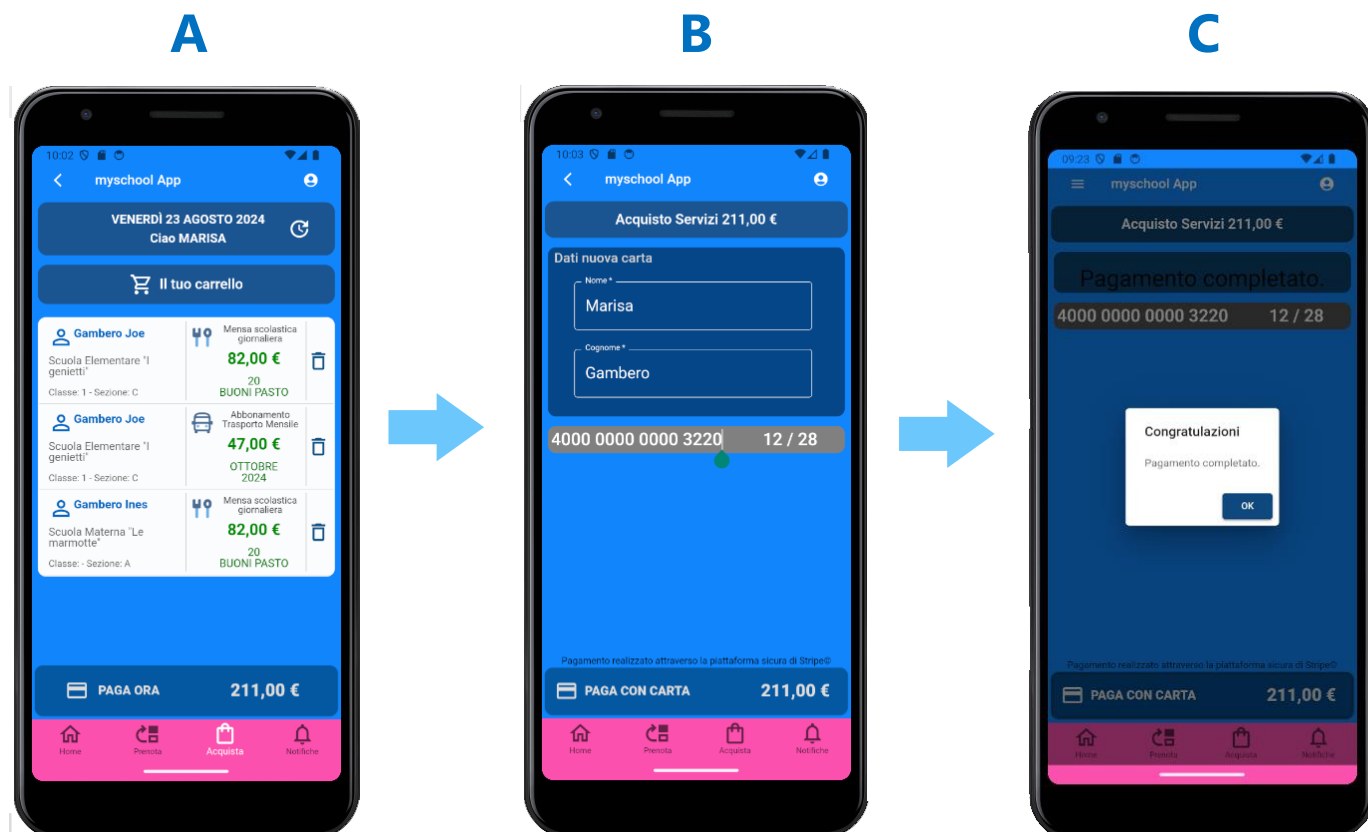 A
B
C
10:02
myschool App
VENERDÌ 23 AGOSTO 2024
Ciao MARISA
Il tuo carrello
Gambero Joe
Scuola Elementare "I
genietti"
Classe: 1 - Sezione: C
Mensa scolastica
giornaliera
82,00 €
20
BUONI PASTO
Gambero Joe
Scuola Elementare "I
genietti"
Classe: 1 - Sezione: C
Abbonamento
Trasporto Mensile
47,00 €
OTTOBRE
2024
Gambero Ines
Scuola Materna "Le
marmotte"
Classe: - Sezione: A
Mensa scolastica
giornaliera
82,00 €
20
BUONI PASTO
PAGA ORA 211,00 €
Home Prenota Acquista Notifiche
10:03
myschool App
Acquisto Servizi 211,00 €
Dati nuova carta
Nome *
Marisa
Cognome *
Gambero
4000 0000 0000 3220 12 / 28
Pagamento realizzato attraverso la piattaforma sicura di Stripe©
PAGA CON CARTA 211,00 €
Home Prenota Acquista Notifiche
09:23
myschool App
Acquisto Servizi 211,00 €
Pagamento completato.
4000 0000 0000 3220 12 / 28
Congratulazioni
Pagamento completato.
OK
Pagamento realizzato attraverso la piattaforma sicura di Stripe©
PAGA CON CARTA 211,00 €
Home Prenota Acquista Notifiche